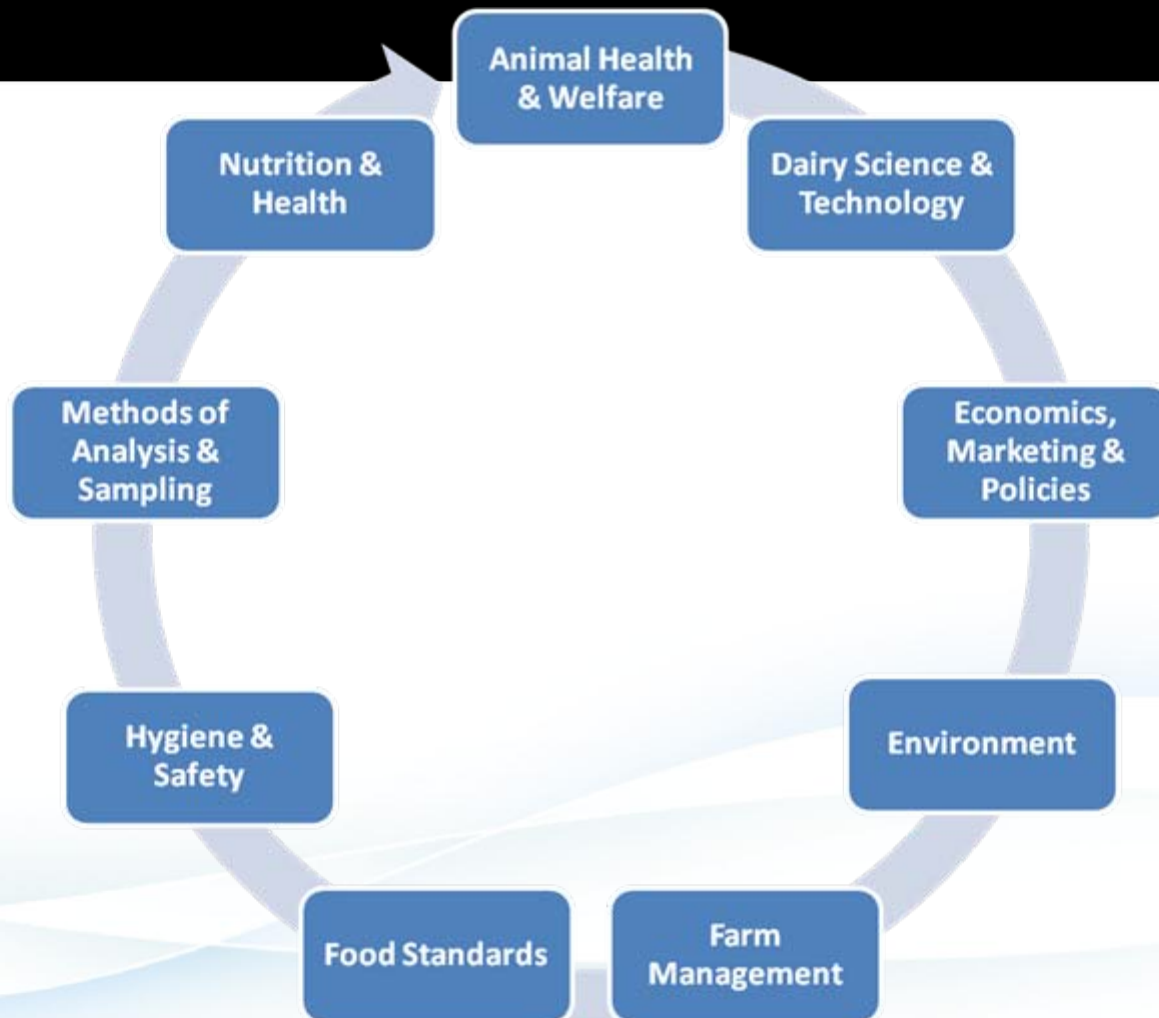 Animal Health
& Welfare
Dairy Science &
Technology
Economics,
Marketing &
Policies
Environment
Farm
Management
Food Standards
Hygiene &
Safety
Methods of
Analysis &
Sampling
Nutrition &
Health